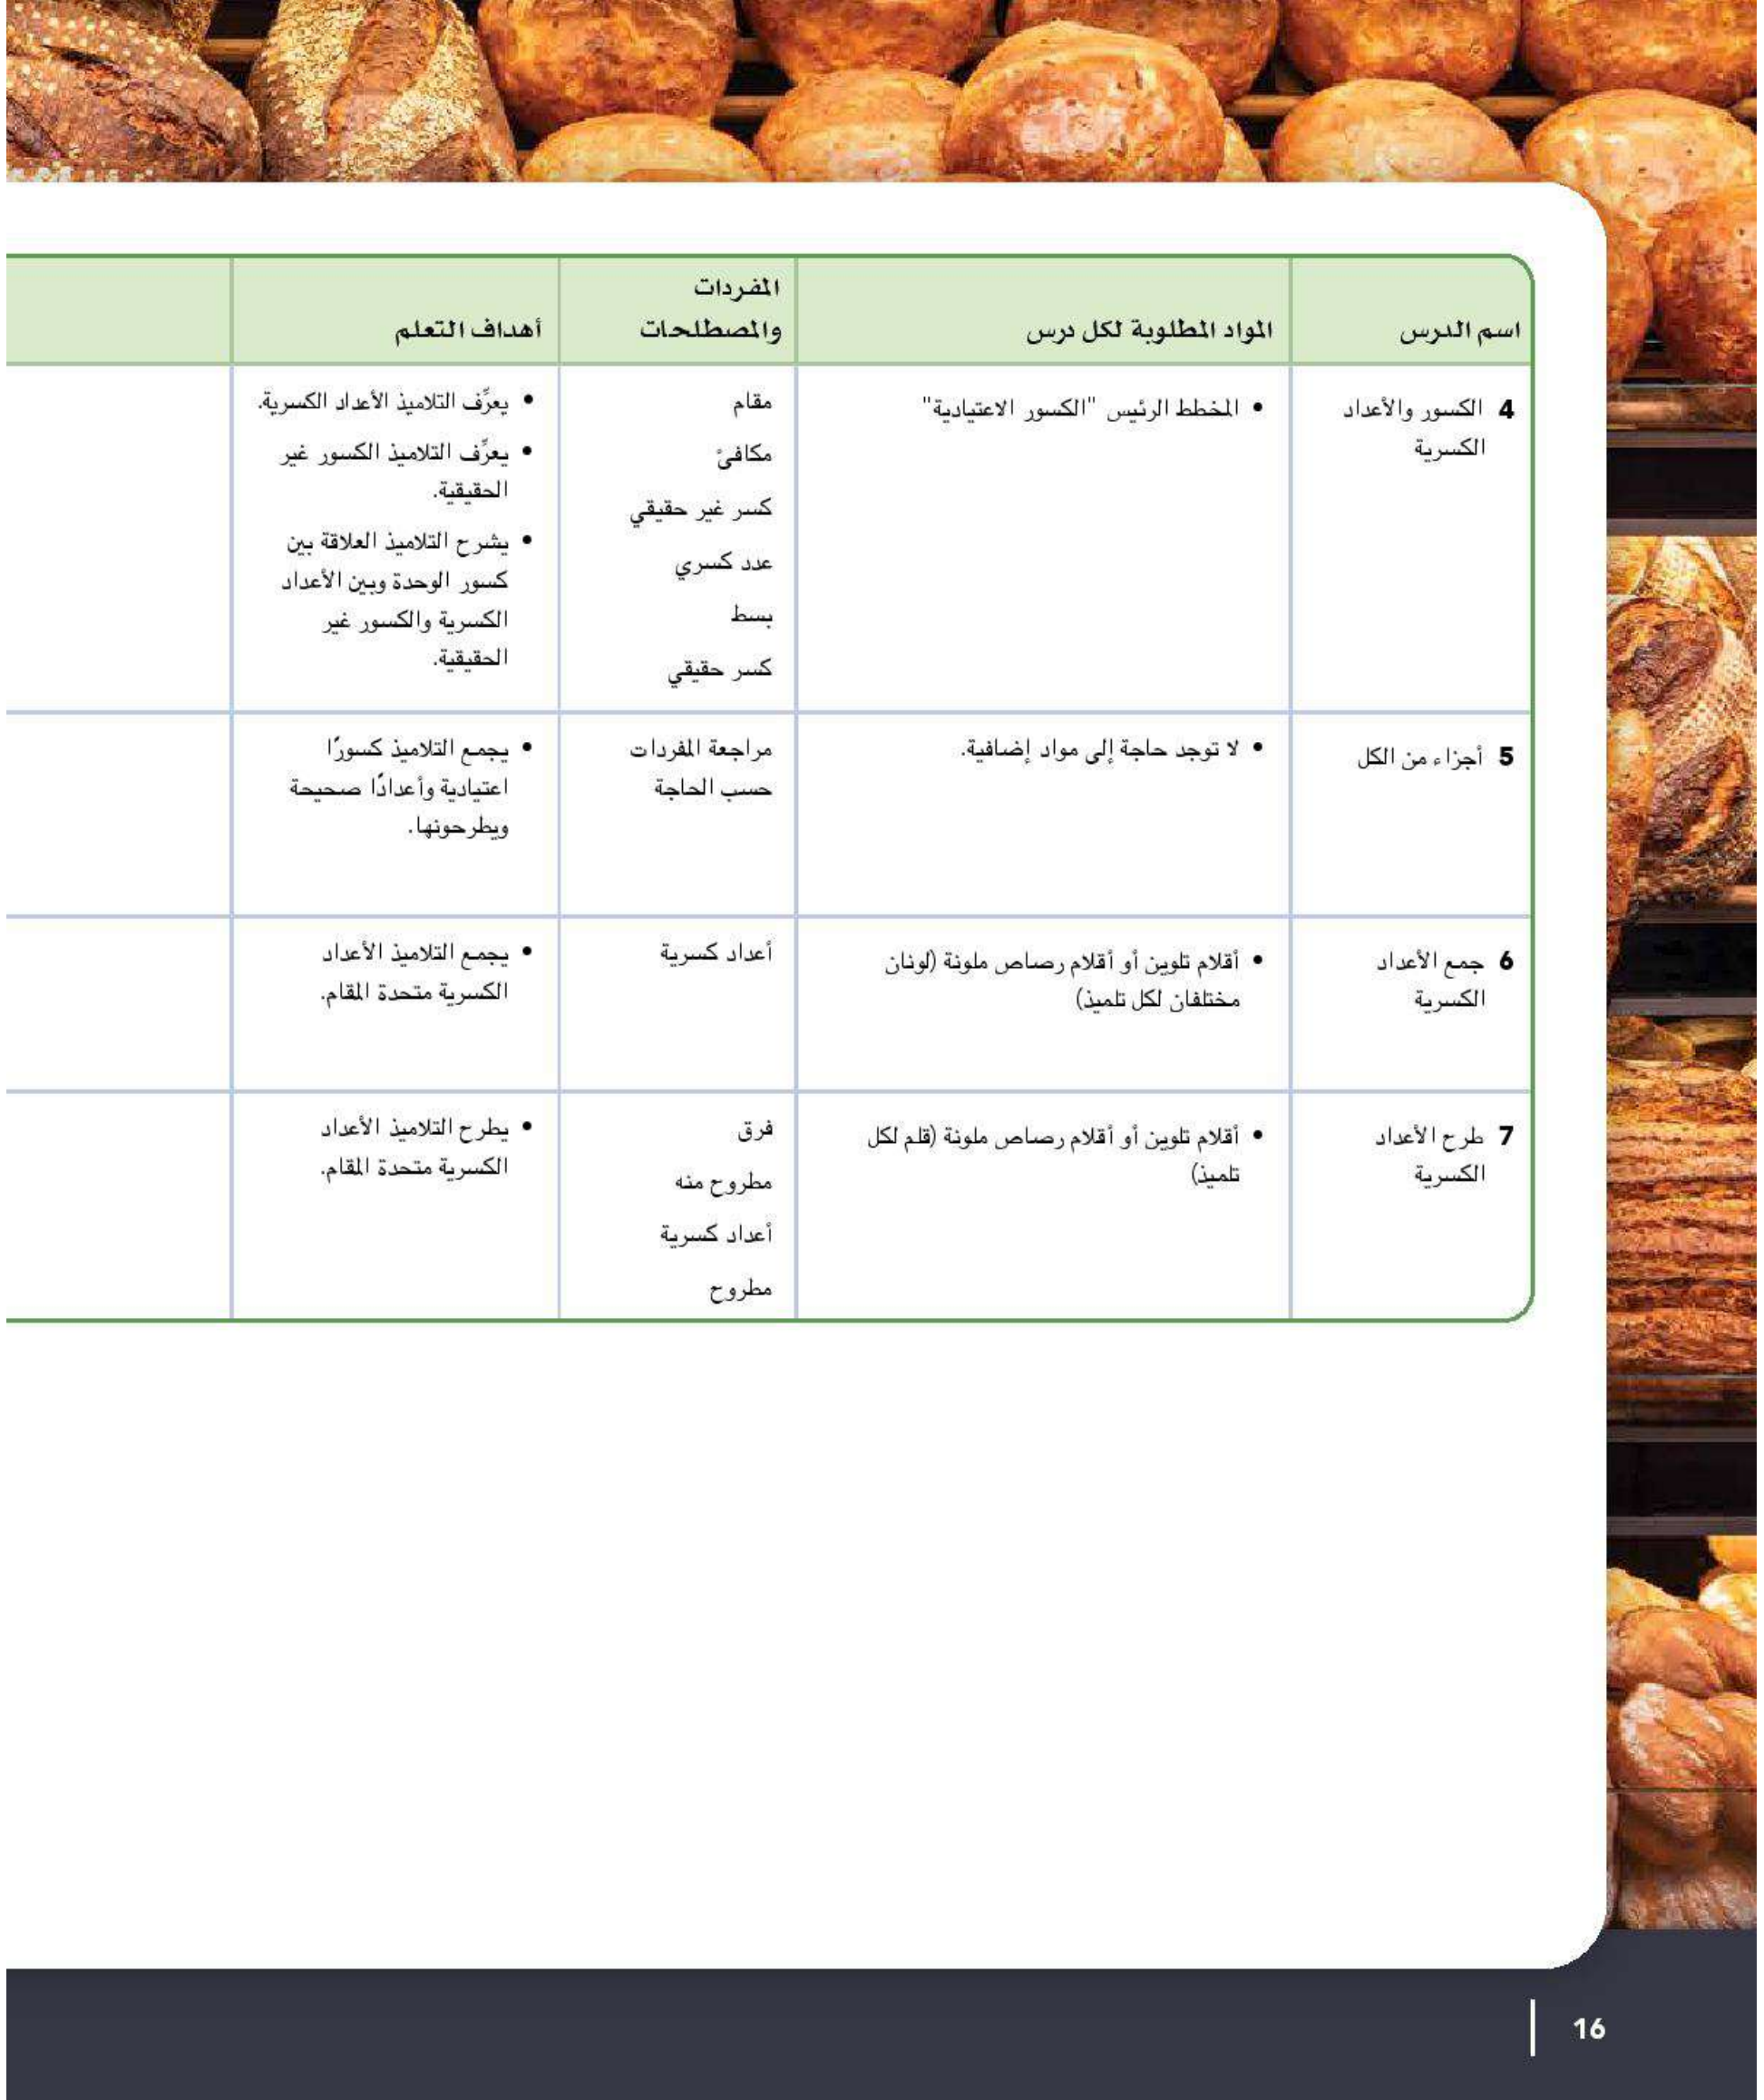 اسم الدرس
المواد المطلوبة لكل درس
المفردات
والمصطلحات
أهداف التعلم
4 الكسور والأعداد
الكسرية
• المخطط الرئيس "الكسور الاعتيادية"
مقام
مكافئ
كسر غير حقيقي
عدد كسري
بسط
كسر حقيقي
• يعرِّف التلاميذ الأعداد الكسرية.
• يعرِّف التلاميذ الكسور غير
الحقيقية.
• يشرح التلاميذ العلاقة بين
كسور الوحدة وبين الأعداد
الكسرية والكسور غير
الحقيقية.
5 أجزاء من الكل
• لا توجد حاجة إلى مواد إضافية.
مراجعة المفردات
حسب الحاجة
• يجمع التلاميذ كسورًا
اعتيادية وأعدادًا صحيحة
ويطرحونها.
6 جمع الأعداد
الكسرية
• أقلام تلوين أو أقلام رصاص ملونة (لونان
مختلفان لكل تلميذ)
أعداد كسرية
• يجمع التلاميذ الأعداد
الكسرية متحدة المقام.
7 طرح الأعداد
الكسرية
• أقلام تلوين أو أقلام رصاص ملونة (قلم لكل
تلميذ)
فرق
مطروح منه
أعداد كسرية
مطروح
• يطرح التلاميذ الأعداد
الكسرية متحدة المقام.
16